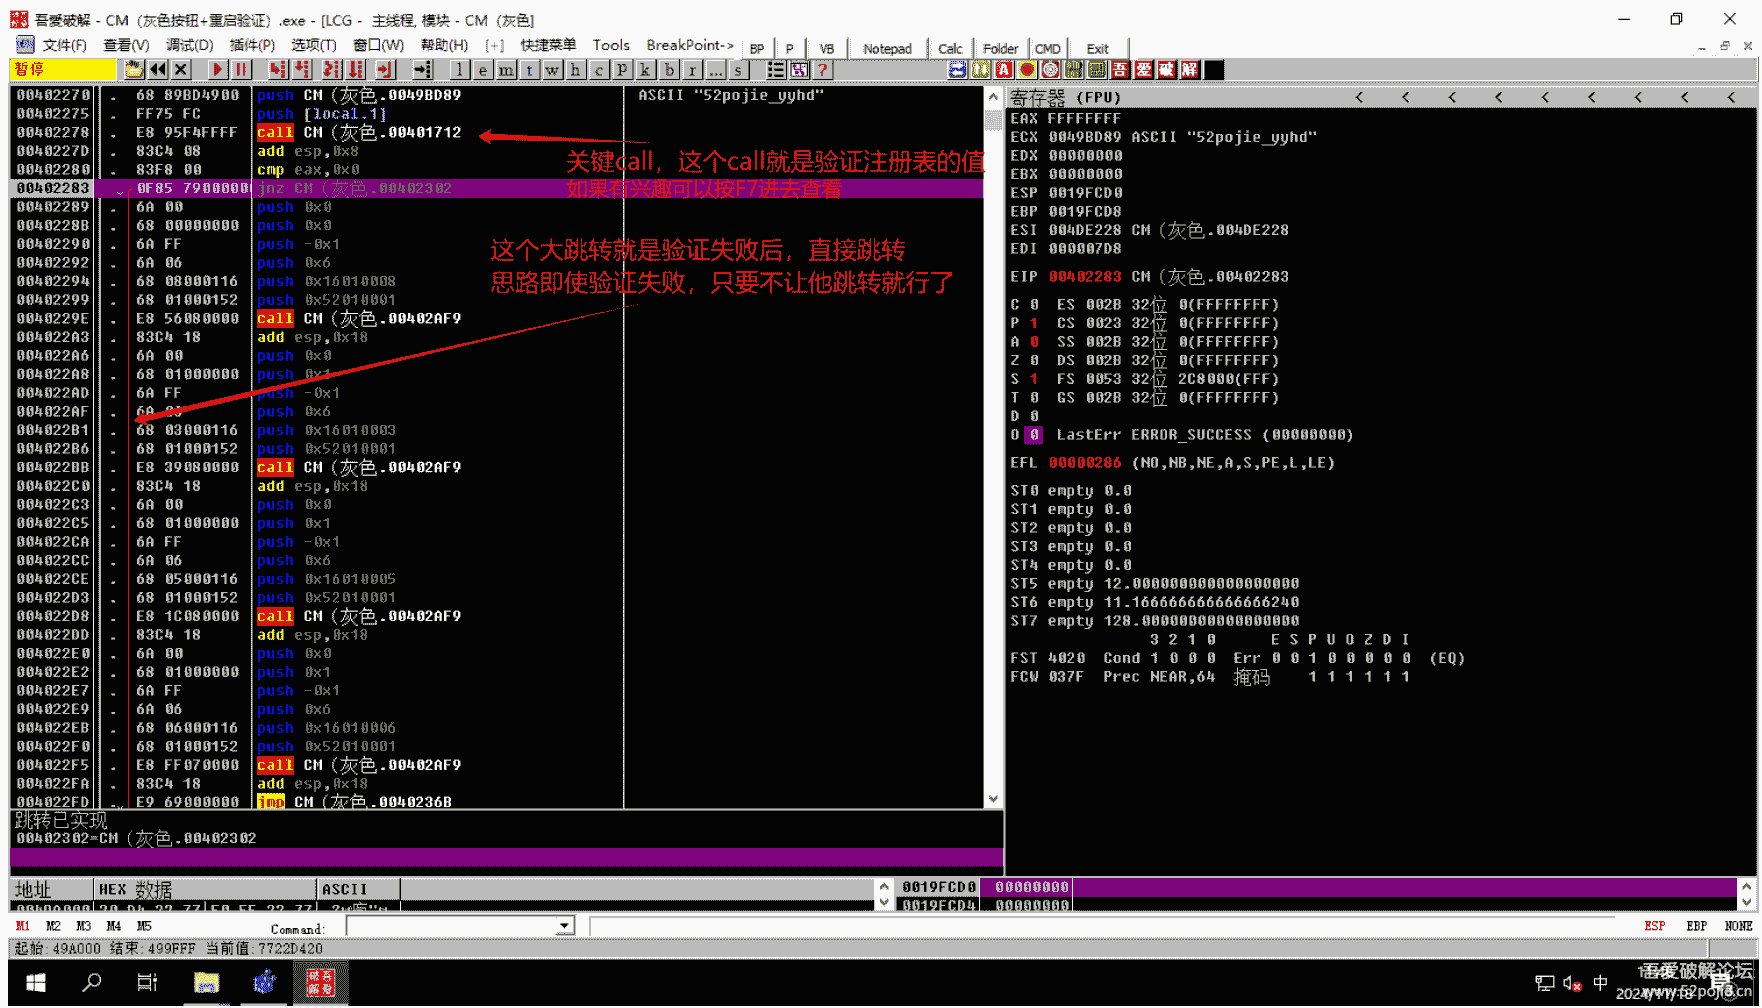 吾爱破解 - CM（灰色按钮+重启验证）.exe - [LCG - 主线程, 模块 - CM（灰色]
文件(F) 查看(V) 调试(D) 插件(P) 选项(T) 窗口(W) 帮助(H) [+] 快捷菜单 Tools BreakPoint-> BP P VB Notepad Calc Folder CMD Exit
暂停 l e m t w h c P k b r ... s ? A 吾 爱 破 解
00402270 . 68 89BD4900 push CM（灰色.0049BD89 ASCII "52pojie_yyhd"
00402275 . FF75 FC push [local.1]
00402278 . E8 95F4FFFF call CM（灰色.00401712
0040227D . 83C4 08 add esp,0x8
00402280 . 83F8 00 cmp eax,0x0
00402283 . 0F85 79000000 jnz CM（灰色.00402302
00402289 . 6A 00 push 0x0
0040228B . 68 00000000 push 0x0
00402290 . 6A FF push -0x1
00402292 . 6A 06 push 0x6
00402294 . 68 08000116 push 0x16010008
00402299 . 68 01000152 push 0x52010001
0040229E . E8 56080000 call CM（灰色.00402AF9
004022A3 . 83C4 18 add esp,0x18
004022A6 . 6A 00 push 0x0
004022A8 . 68 01000000 push 0x1
004022AD . 6A FF push -0x1
004022AF . 6A 06 push 0x6
004022B1 . 68 03000116 push 0x16010003
004022B6 . 68 01000152 push 0x52010001
004022BB . E8 39080000 call CM（灰色.00402AF9
004022C0 . 83C4 18 add esp,0x18
004022C3 . 6A 00 push 0x0
004022C5 . 68 01000000 push 0x1
004022CA . 6A FF push -0x1
004022CC . 6A 06 push 0x6
004022CE . 68 05000116 push 0x16010005
004022D3 . 68 01000152 push 0x52010001
004022D8 . E8 1C080000 call CM（灰色.00402AF9
004022DD . 83C4 18 add esp,0x18
004022E0 . 6A 00 push 0x0
004022E2 . 68 01000000 push 0x1
004022E7 . 6A FF push -0x1
004022E9 . 6A 06 push 0x6
004022EB . 68 06000116 push 0x16010006
004022F0 . 68 01000152 push 0x52010001
004022F5 . E8 FF070000 call CM（灰色.00402AF9
004022FA . 83C4 18 add esp,0x18
004022FD . E9 69000000 jmp CM（灰色.0040236B
关键call，这个call就是验证注册表的值
如果有兴趣可以按F7进去查看
这个大跳转就是验证失败后，直接跳转
思路即使验证失败，只要不让他跳转就行了
跳转已实现
00402302=CM（灰色.00402302
寄存器 (FPU) < < < < < < < < <
EAX FFFFFFFF
ECX 0049BD89 ASCII "52pojie_yyhd"
EDX 00000000
EBX 00000000
ESP 0019FCD0
EBP 0019FCD8
ESI 004DE228 CM（灰色.004DE228
EDI 000007D8
EIP 00402283 CM（灰色.00402283
C 0 ES 002B 32位 0(FFFFFFFF)
P 1 CS 0023 32位 0(FFFFFFFF)
A 0 SS 002B 32位 0(FFFFFFFF)
Z 0 DS 002B 32位 0(FFFFFFFF)
S 1 FS 0053 32位 2C8000(FFF)
T 0 GS 002B 32位 0(FFFFFFFF)
D 0
O 0 LastErr ERROR_SUCCESS (00000000)
EFL 00000286 (NO,NB,NE,A,S,PE,L,LE)
ST0 empty 0.0
ST1 empty 0.0
ST2 empty 0.0
ST3 empty 0.0
ST4 empty 0.0
ST5 empty 12.000000000000000000
ST6 empty 11.166666666666666240
ST7 empty 128.00000000000000000
3 2 1 0 E S P U O Z D I
FST 4020 Cond 1 0 0 0 Err 0 0 1 0 0 0 0 0 (EQ)
FCW 037F Prec NEAR,64 掩码 1 1 1 1 1 1
地址 HEX 数据 ASCII
0019FCD0 00000000
0019FCD4 00000000
M1 M2 M3 M4 M5 Command: ESP EBP NONE
起始:49A000 结束:499FFF 当前值:7722D420
破吾解爱
中
吾爱破解论坛
www.52pojie.cn